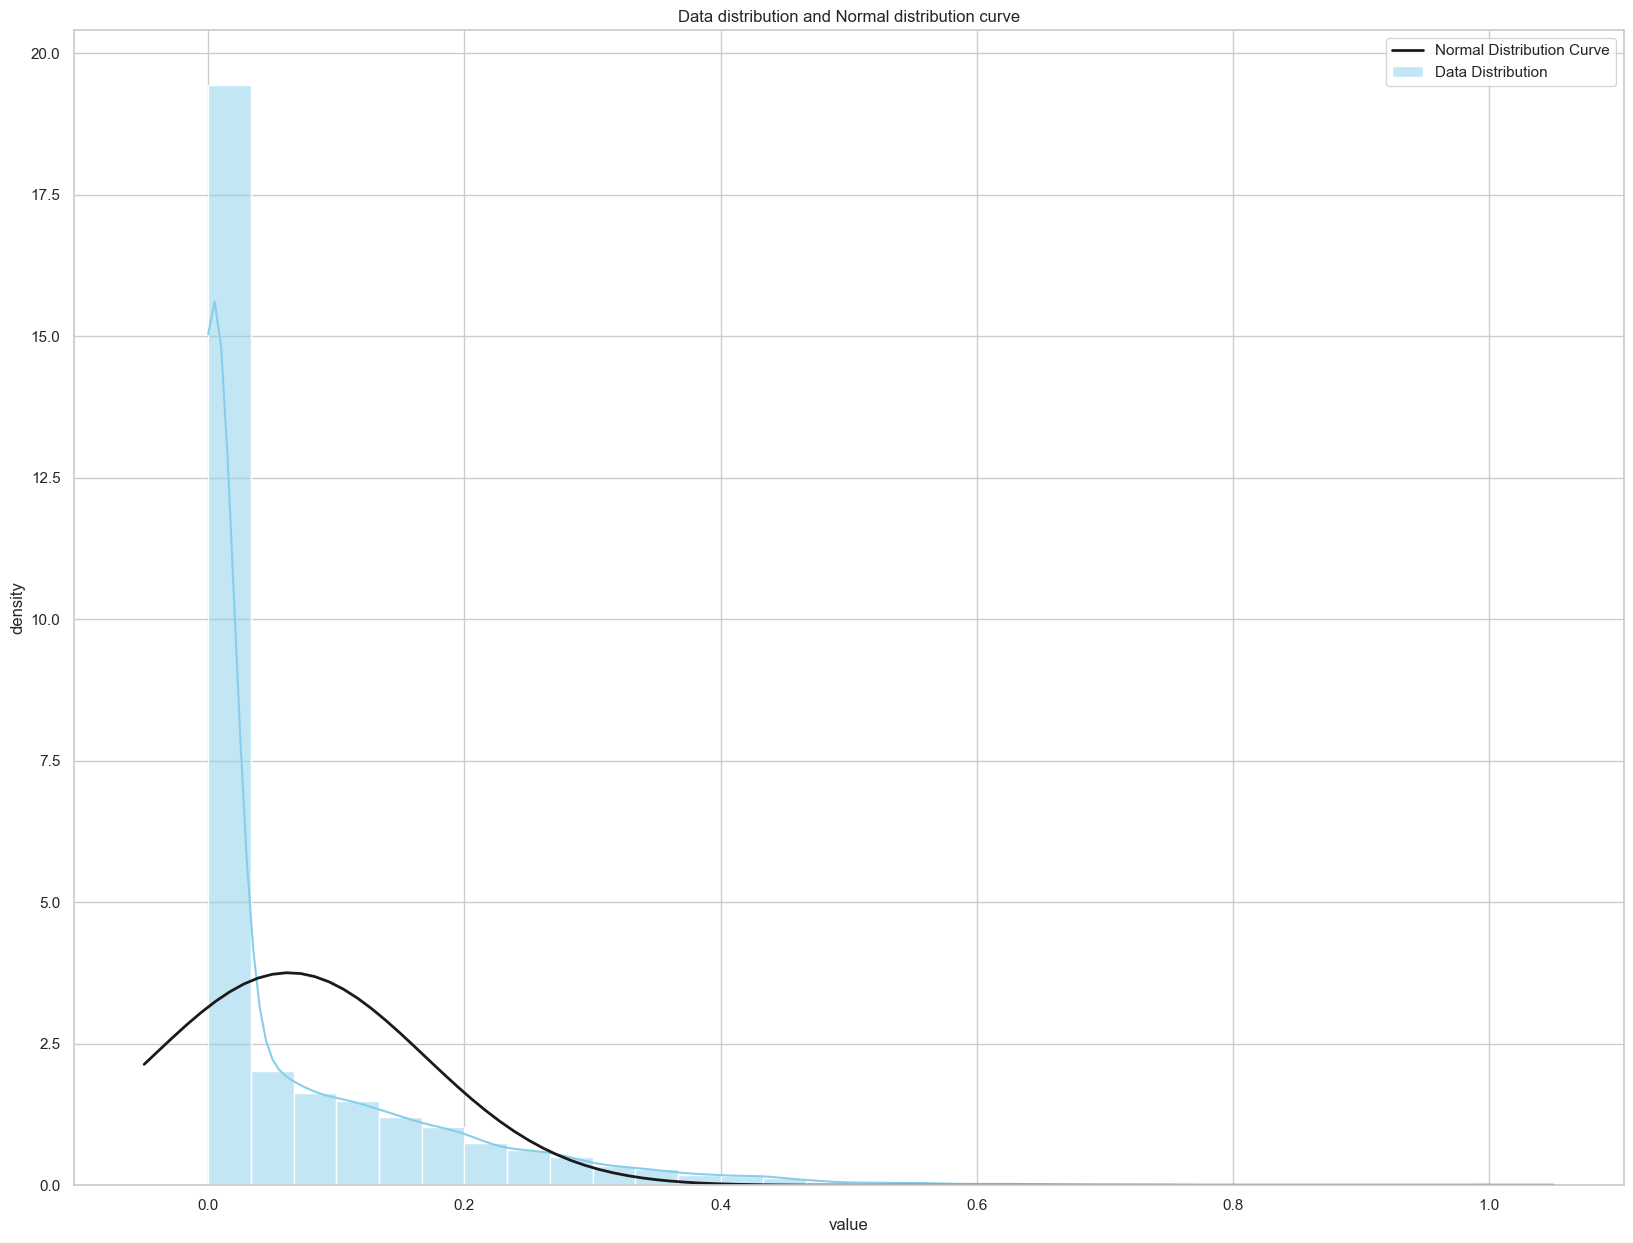 Data distribution and Normal distribution curve
Normal Distribution Curve
Data Distribution
20.0
17.5
15.0
12.5
10.0
7.5
5.0
2.5
0.0
density
0.0 0.2 0.4 0.6 0.8 1.0
value